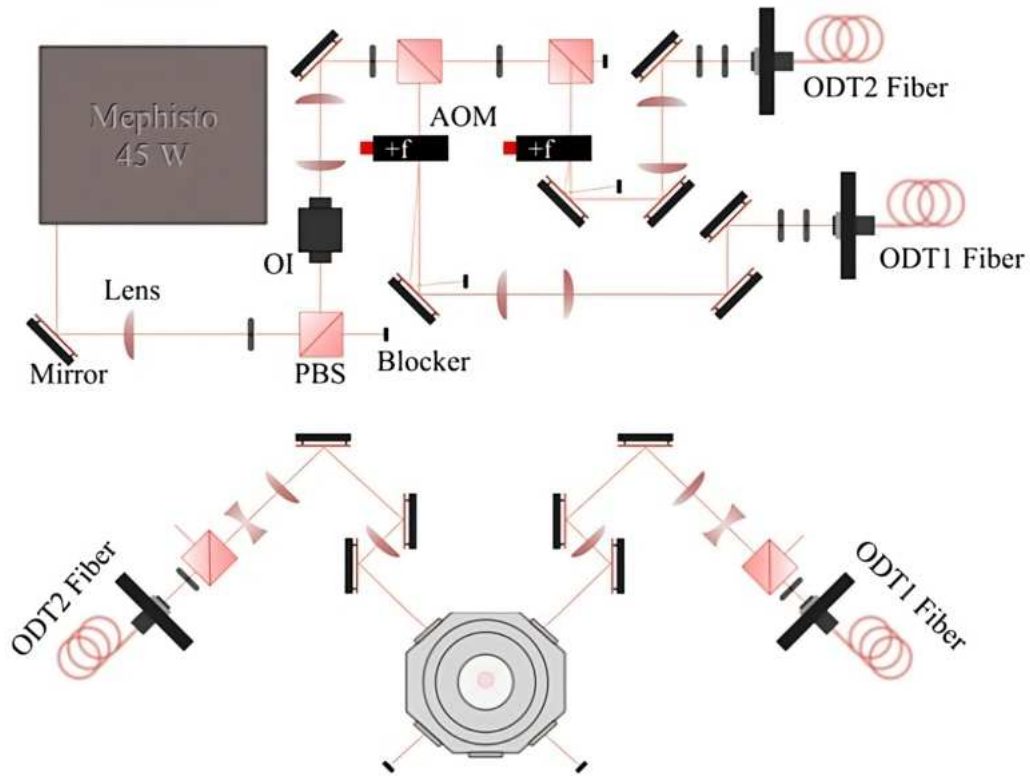 Mephisto
45 W
AOM
+f
+f
ODT2 Fiber
OI
ODT1 Fiber
Lens
Mirror
PBS
Blocker
ODT2 Fiber
ODT1 Fiber